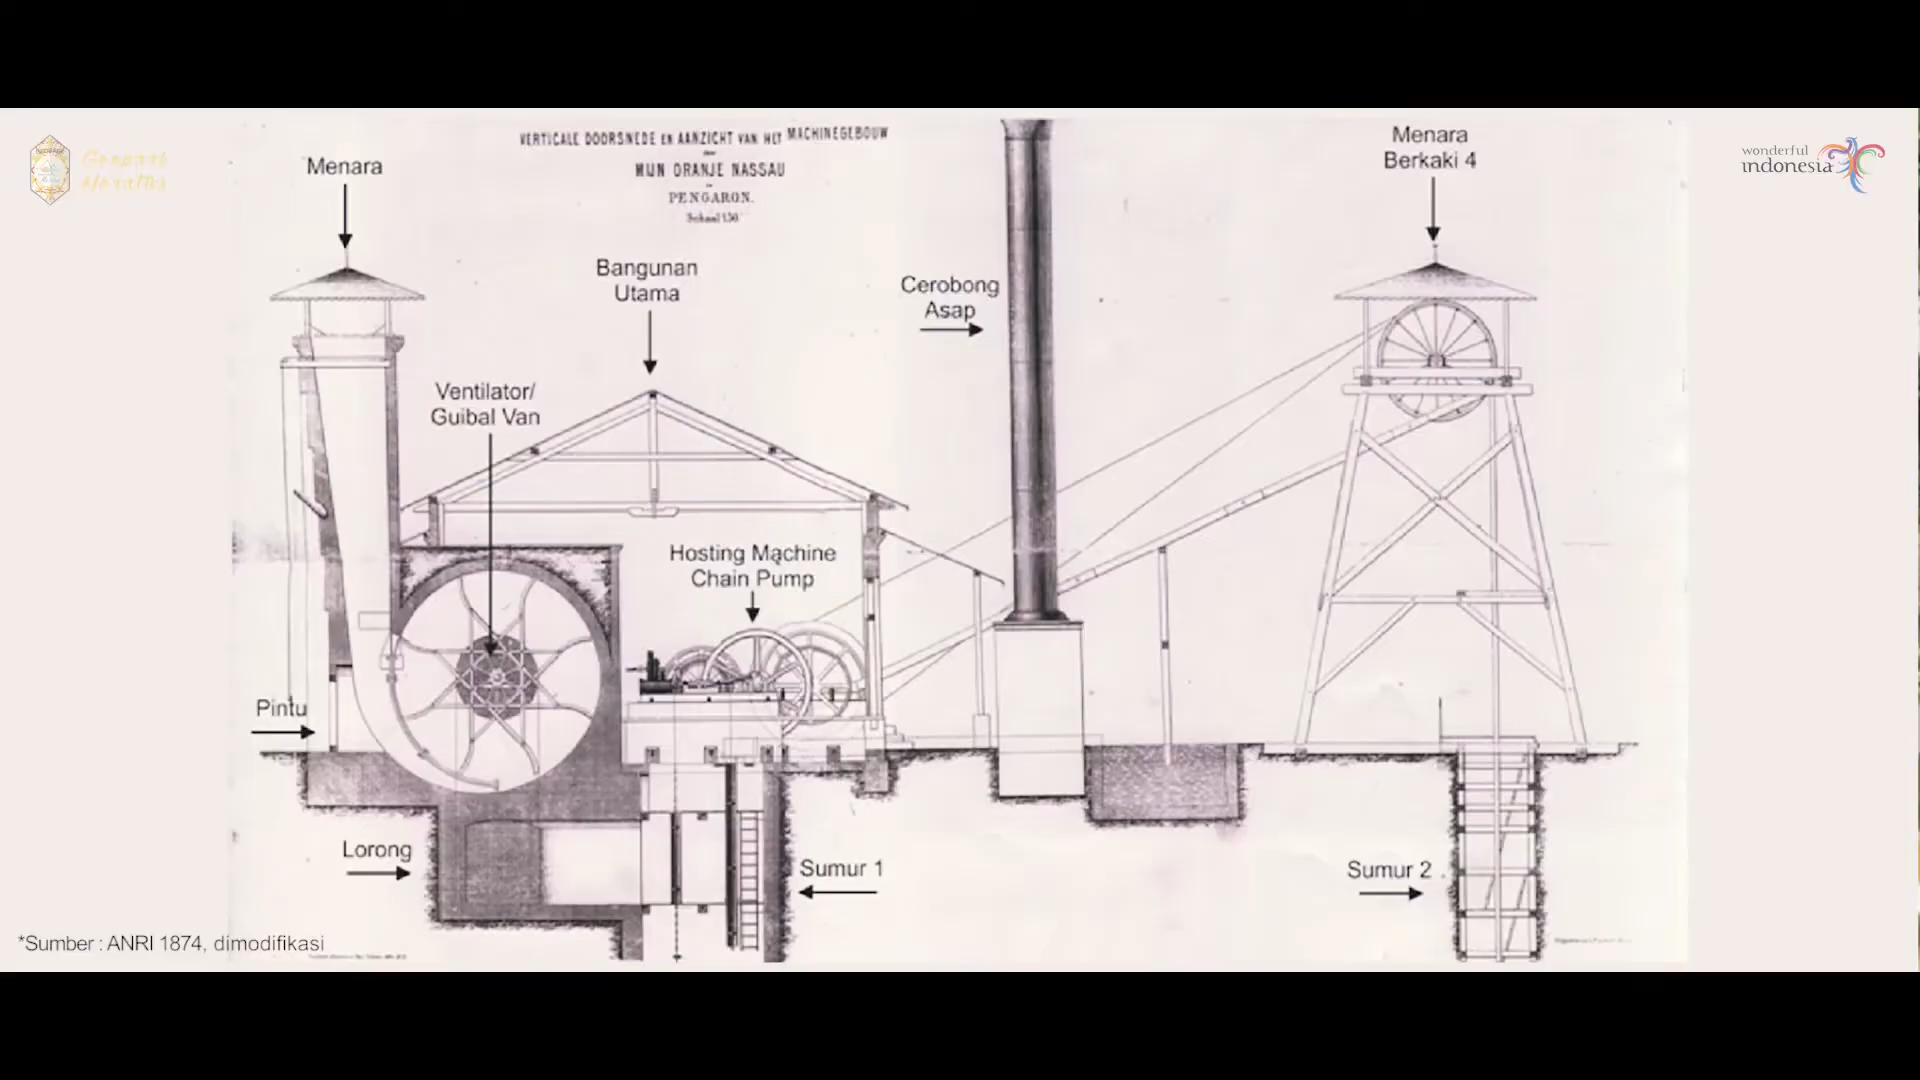 VERTICALE DOORSNEDE EN AANZICHT VAN HET MACHINEGEBOUW
MIJN ORANJE NASSAU
PENGARON.
Menara
Menara
Berkaki 4
wonderful
indonesia
Bangunan
Utama
Cerobong
Asap
Ventilator/
Guibal Van
Hosting Machine
Chain Pump
Pintu
Lorong
Sumur 1
Sumur 2
*Sumber : ANRI 1874, dimodifikasi